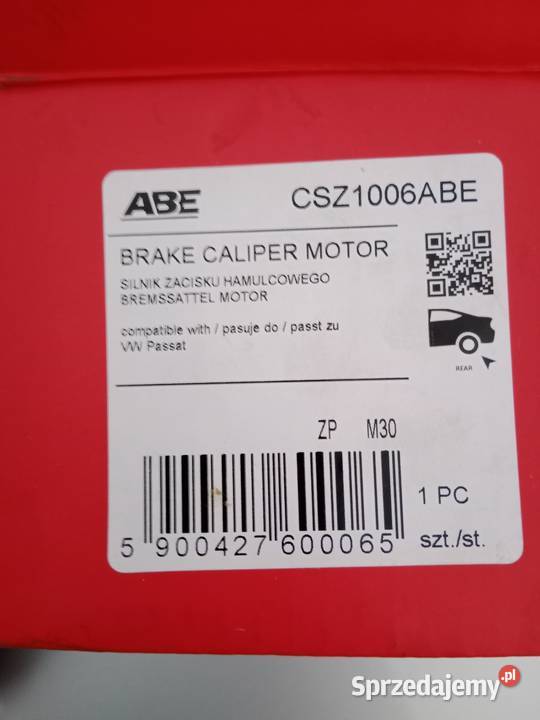 ABE
CSZ1006ABE
BRAKE CALIPER MOTOR
SILNIK ZACISKU HAMULCOWEGO
BREMSSATTEL MOTOR
compatible with / pasuje do / passt zu
VW Passat
REAR
ZP M30
5 900427 600065
1 PC
szt./st.
Sprzedajemy.pl